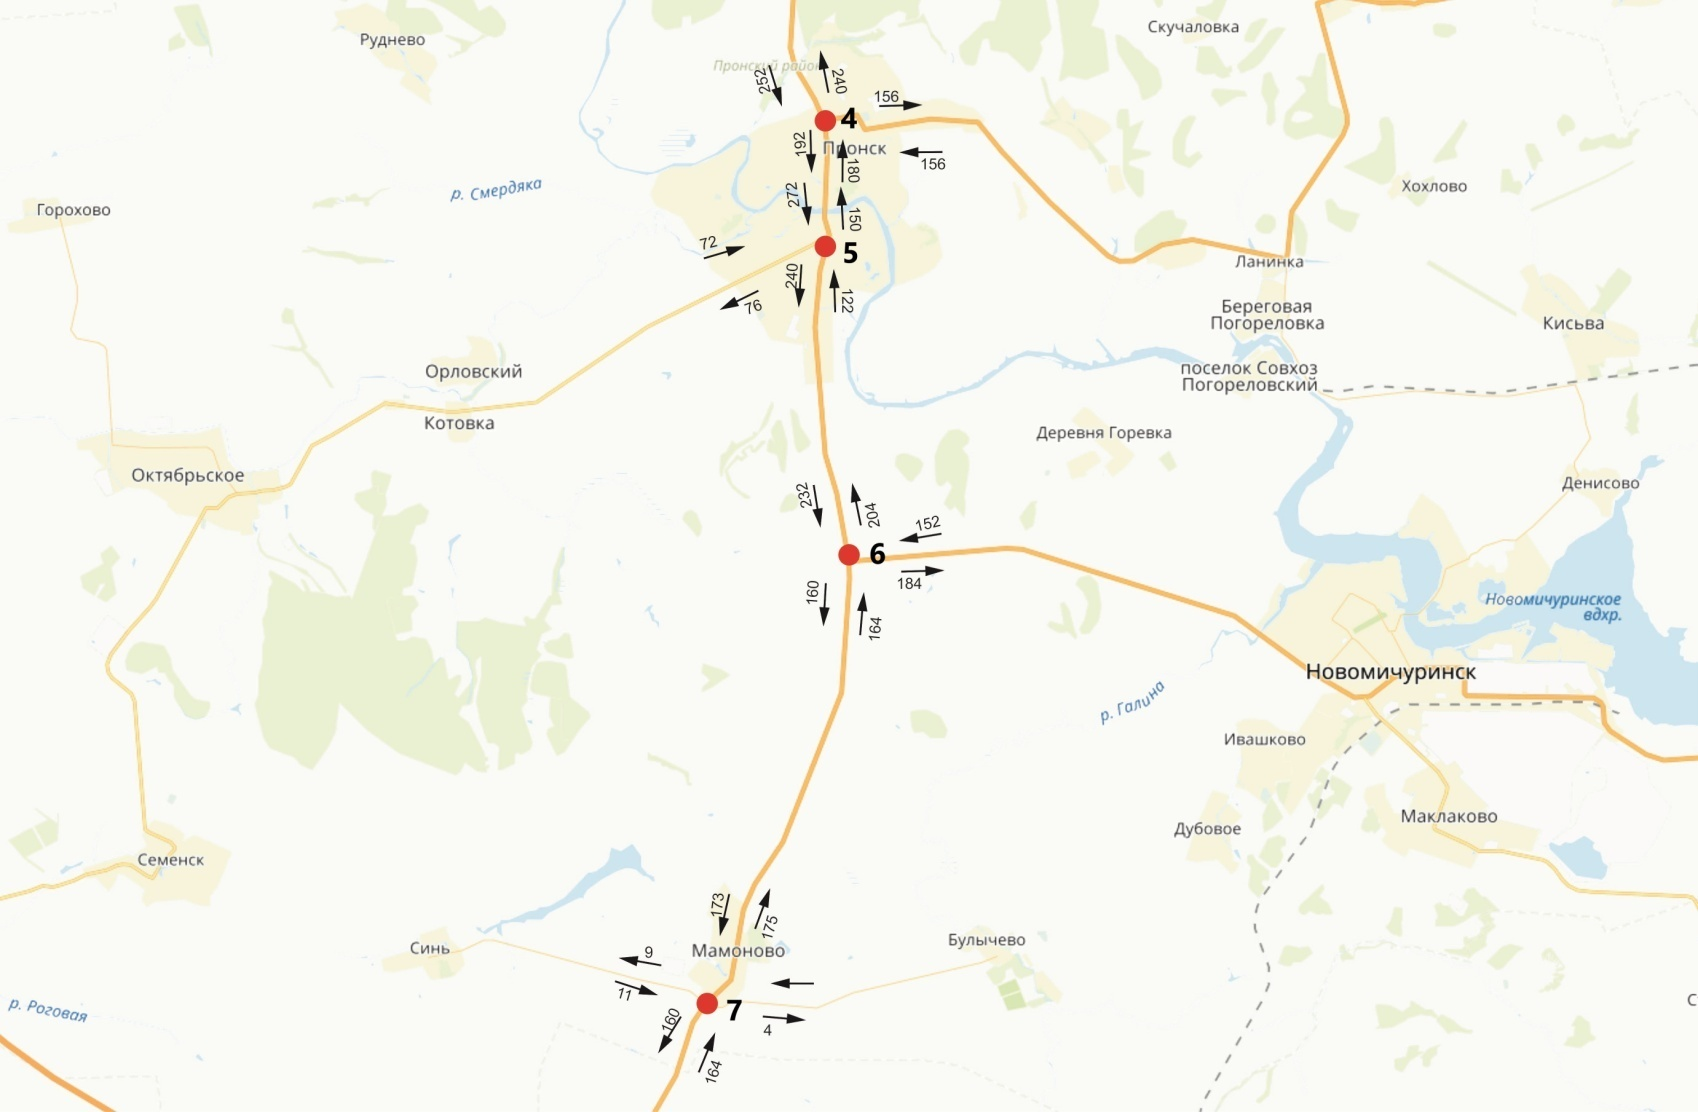 Скучаловка
Руднево
Пронский район
252
240
156
4
192
Пронск
180
156
р. Смердяка
Хохлово
272
150
Горохово
72
5
240
122
76
Ланинка
Береговая
Погореловка
Кисьва
Орловский
поселок Совхоз
Погореловский
Котовка
Деревня Горевка
Октябрьское
Денисово
232
204
152
6
184
160
164
Новомичуринское
вдхр.
Новомичуринск
р. Галина
Ивашково
Маклаково
Дубовое
Семенск
173
175
Синь
9
Мамоново
Булычево
11
7
р. Роговая
160
4
164
С